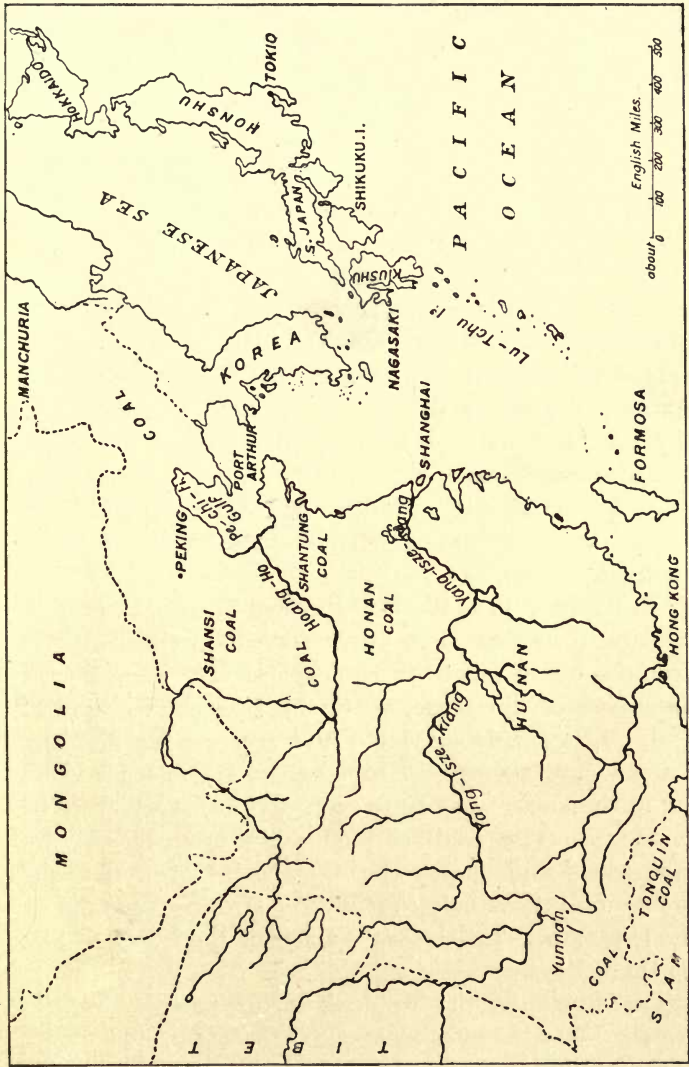 MONGOLIA
MANCHURIA
HOKKAIDO
COAL
JAPANESE SEA
HONSHU
TOKIO
•PEKING
Pe-chi-li
Gulf
PORT
ARTHUR
KOREA
S. JAPAN
SHIKUKU.I.
KIUSHU
NAGASAKI
SHANSI
COAL
COAL
Hoang-Ho
SHANTUNG
COAL
HONAN
COAL
SHANGHAI
Yang-tsze-kiang
Yang-tsze-kiang
HUNAN
Lu-Tchu Is
PACIFIC
OCEAN
FORMOSA
HONG KONG
TIBET
Yunnan
COAL
TONQUIN
COAL
SIAM
English Miles.
about 0 100 200 300 400 500